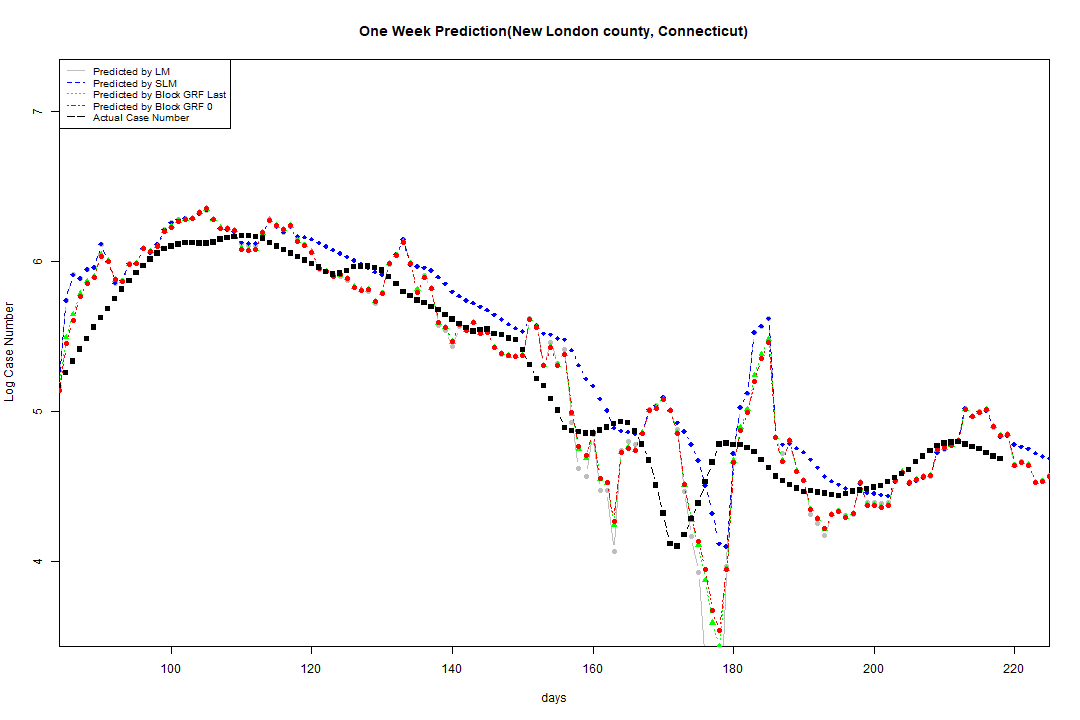 One Week Prediction(New London county, Connecticut)
Predicted by LM
Predicted by SLM
Predicted by Block GRF Last
Predicted by Block GRF 0
Actual Case Number
7
6
5
4
Log Case Number
100 120 140 160 180 200 220
days